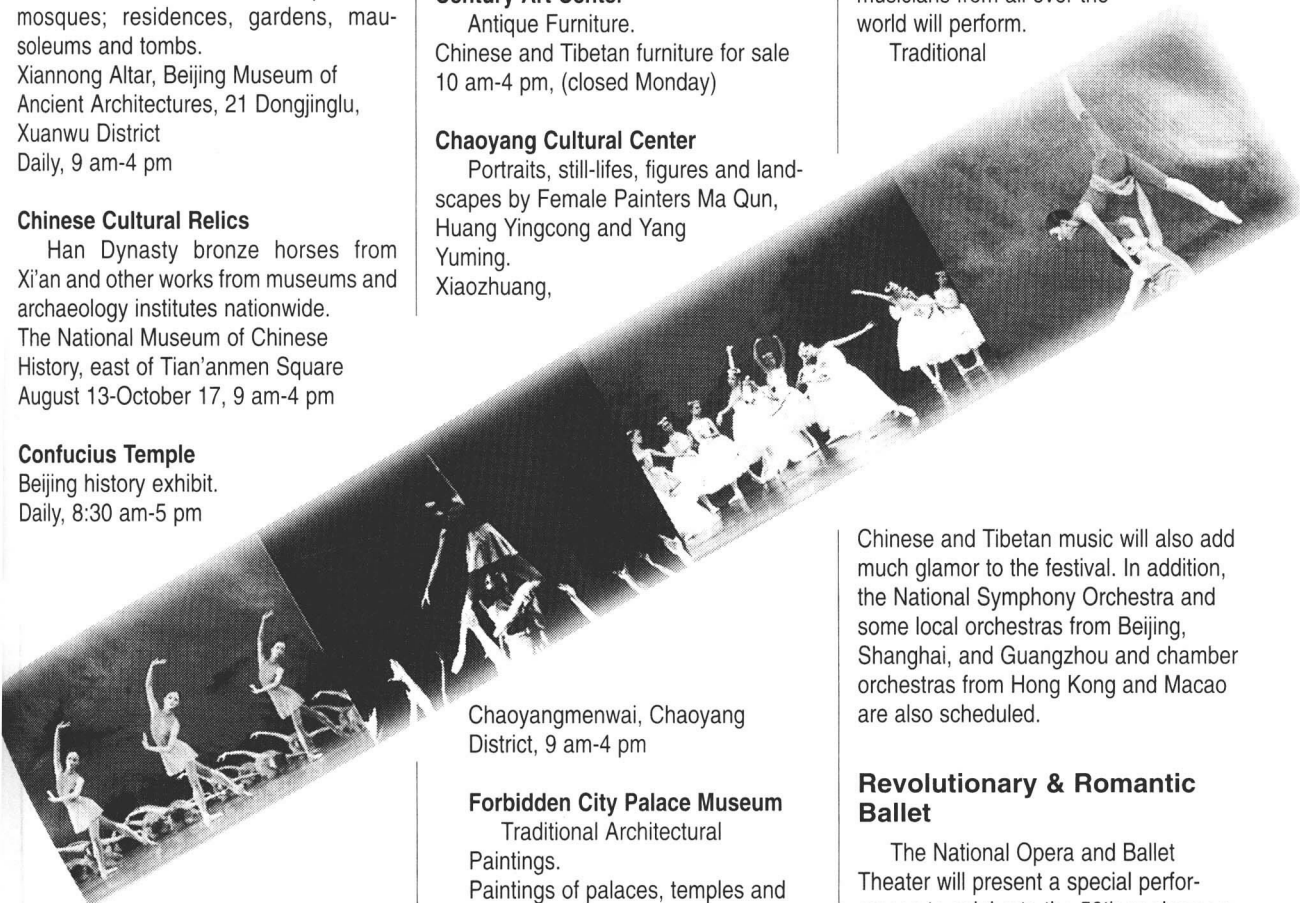 mosques; residences, gardens, mau-
soleums and tombs.
Xiannong Altar, Beijing Museum of
Ancient Architectures, 21 Dongjinglu,
Xuanwu District
Daily, 9 am-4 pm
Chinese Cultural Relics
Han Dynasty bronze horses from
Xi'an and other works from museums and
archaeology institutes nationwide.
The National Museum of Chinese
History, east of Tian'anmen Square
August 13-October 17, 9 am-4 pm
Confucius Temple
Beijing history exhibit.
Daily, 8:30 am-5 pm
Century Art Center
Antique Furniture.
Chinese and Tibetan furniture for sale
10 am-4 pm, (closed Monday)
Chaoyang Cultural Center
Portraits, still-lifes, figures and land-
scapes by Female Painters Ma Qun,
Huang Yingcong and Yang
Yuming.
Xiaozhuang,
Chaoyangmenwai, Chaoyang
District, 9 am-4 pm
Forbidden City Palace Museum
Traditional Architectural
Paintings.
Paintings of palaces, temples and
musicians from all over the
world will perform.
Traditional
Chinese and Tibetan music will also add
much glamor to the festival. In addition,
the National Symphony Orchestra and
some local orchestras from Beijing,
Shanghai, and Guangzhou and chamber
orchestras from Hong Kong and Macao
are also scheduled.
Revolutionary & Romantic
Ballet
The National Opera and Ballet
Theater will present a special perfor-